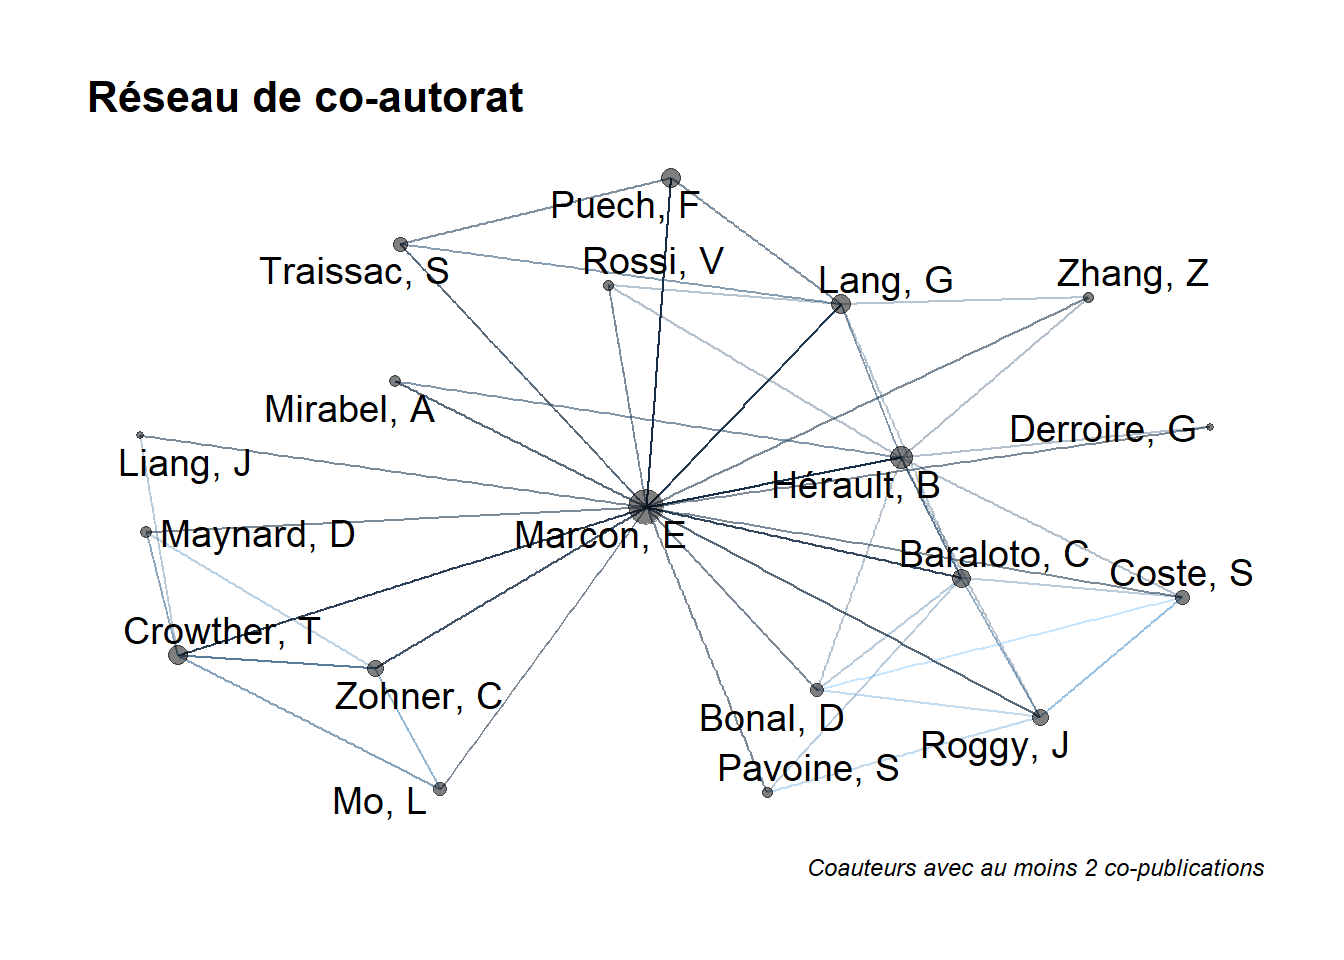 Réseau de co-autorat
Puech, F
Rossi, V
Traissac, S
Lang, G
Zhang, Z
Mirabel, A
Derroire, G
Liang, J
Hérault, B
Maynard, D
Marcon, E
Baraloto, C
Coste, S
Crowther, T
Zohner, C
Bonal, D
Roggy, J
Pavoine, S
Mo, L
Coauteurs avec au moins 2 co-publications